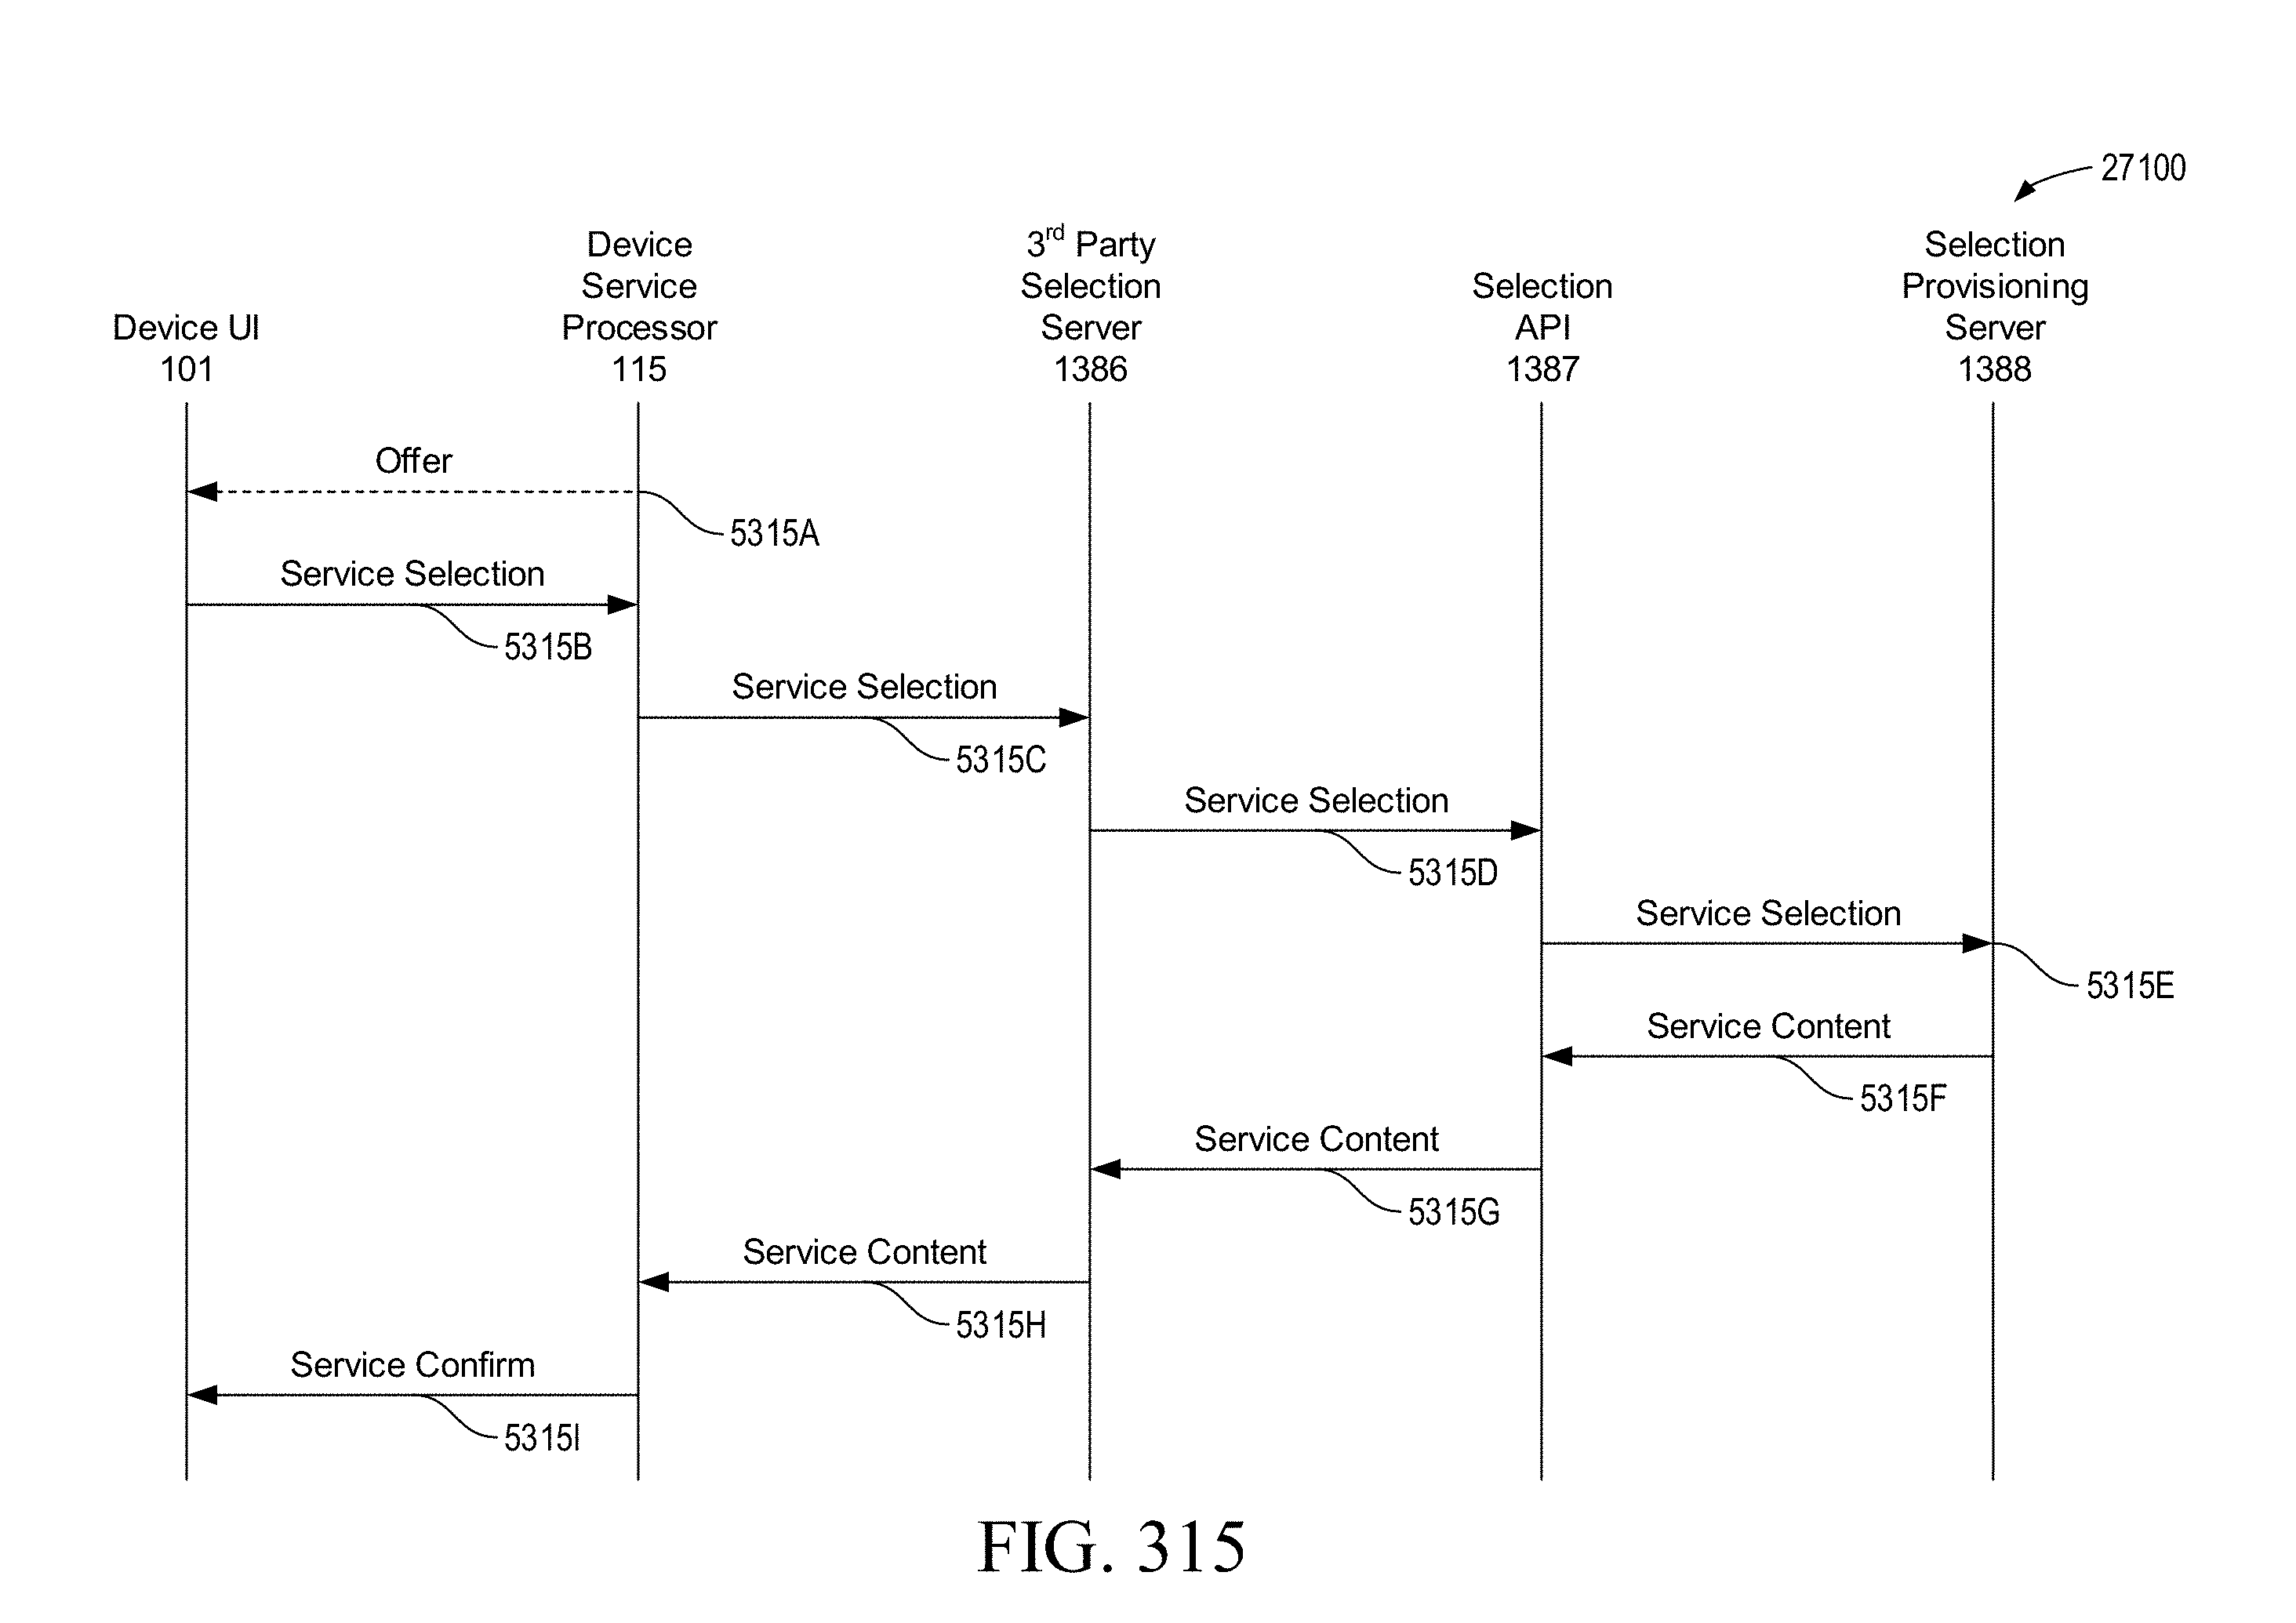 27100
Device UI
101
Device
Service
Processor
115
3rd Party
Selection
Server
1386
Selection
API
1387
Selection
Provisioning
Server
1388
Offer
5315A
Service Selection
5315B
Service Selection
5315C
Service Selection
5315D
Service Selection
5315E
Service Content
5315F
Service Content
5315G
Service Content
5315H
Service Confirm
5315I
FIG. 315